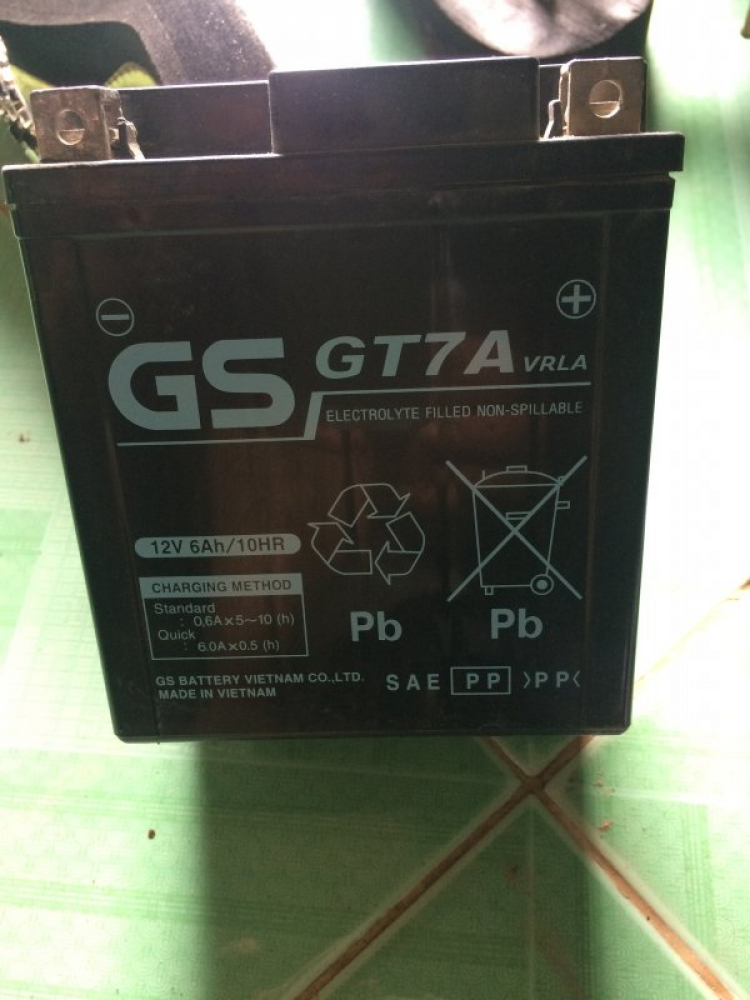 − +
GS GT7A VRLA
ELECTROLYTE FILLED NON-SPILLABLE
12V 6Ah/10HR
CHARGING METHOD
Standard
: 0,6A×5~10 (h)
Quick
: 6.0A×0.5 (h)
Pb Pb
GS BATTERY VIETNAM CO.,LTD.
MADE IN VIETNAM
SAE PP >PP<